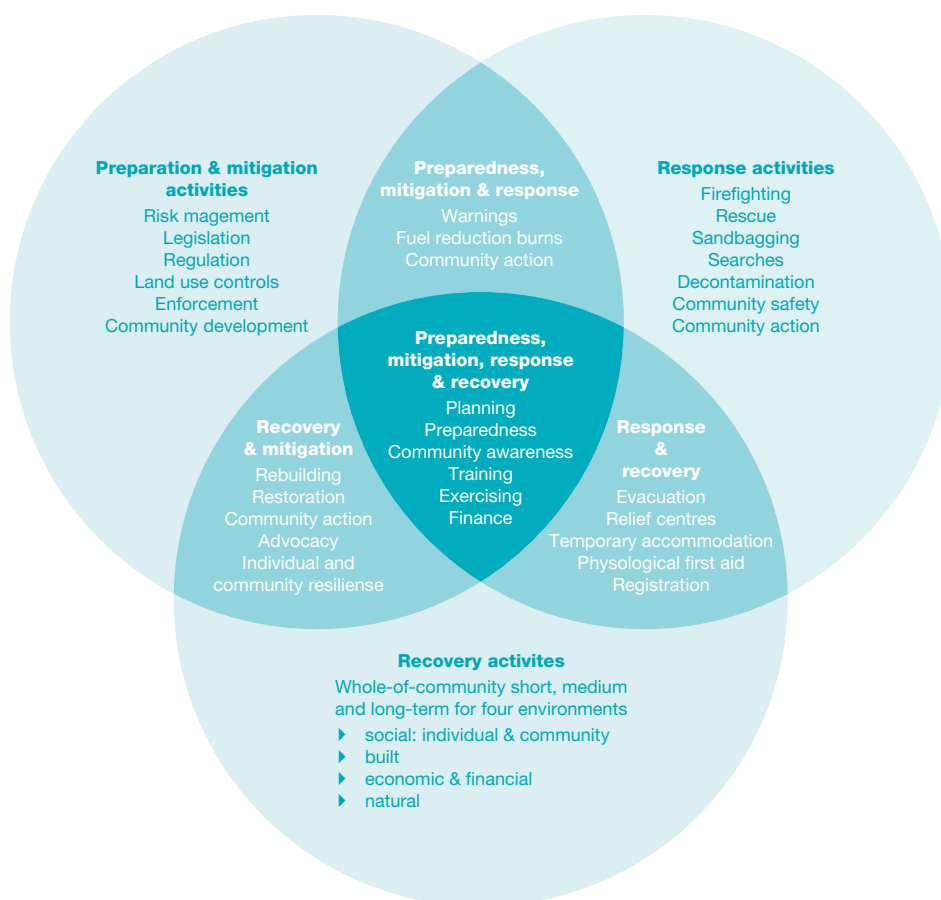 Preparation & mitigation
activities
Risk magement
Legislation
Regulation
Land use controls
Enforcement
Community development
Preparedness,
mitigation & response
Warnings
Fuel reduction burns
Community action
Response activities
Firefighting
Rescue
Sandbagging
Searches
Decontamination
Community safety
Community action
Preparedness,
mitigation, response
& recovery
Planning
Preparedness
Community awareness
Training
Exercising
Finance
Recovery
& mitigation
Rebuilding
Restoration
Community action
Advocacy
Individual and
community resiliense
Response
&
recovery
Evacuation
Relief centres
Temporary accommodation
Physological first aid
Registration
Recovery activites
Whole-of-community short, medium
and long-term for four environments
social: individual & community
built
economic & financial
natural